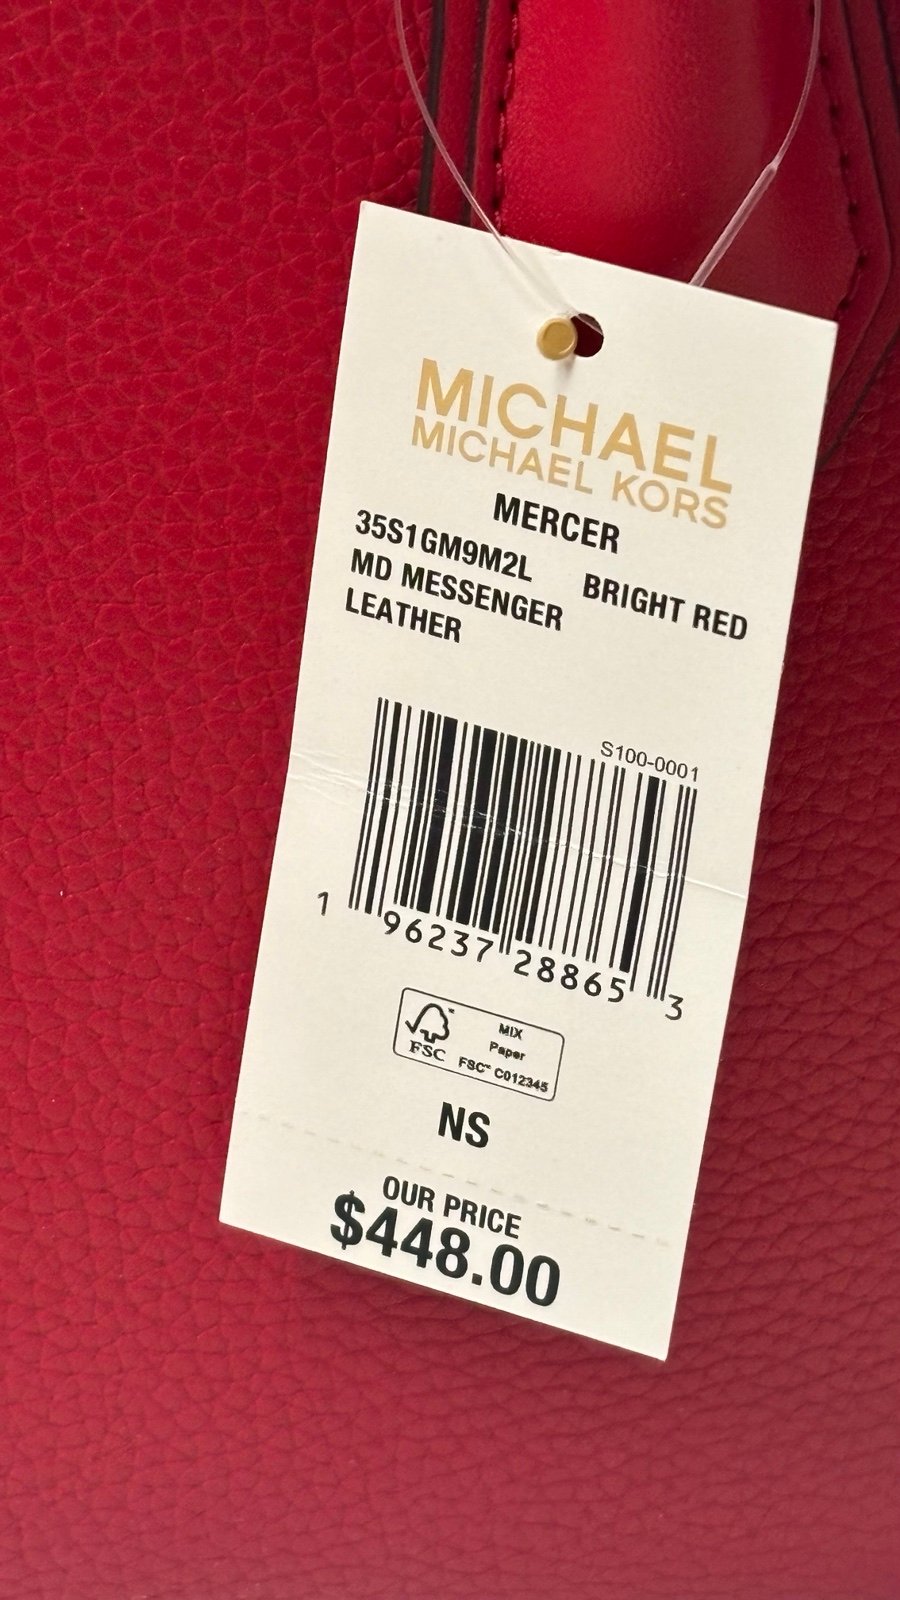 MICHAEL
MICHAEL KORS
MERCER
35S1GM9M2L BRIGHT RED
MD MESSENGER
LEATHER
S100-0001
1 96237 28865 3
FSC
MIX
Paper
FSC™ C012345
NS
OUR PRICE
$448.00